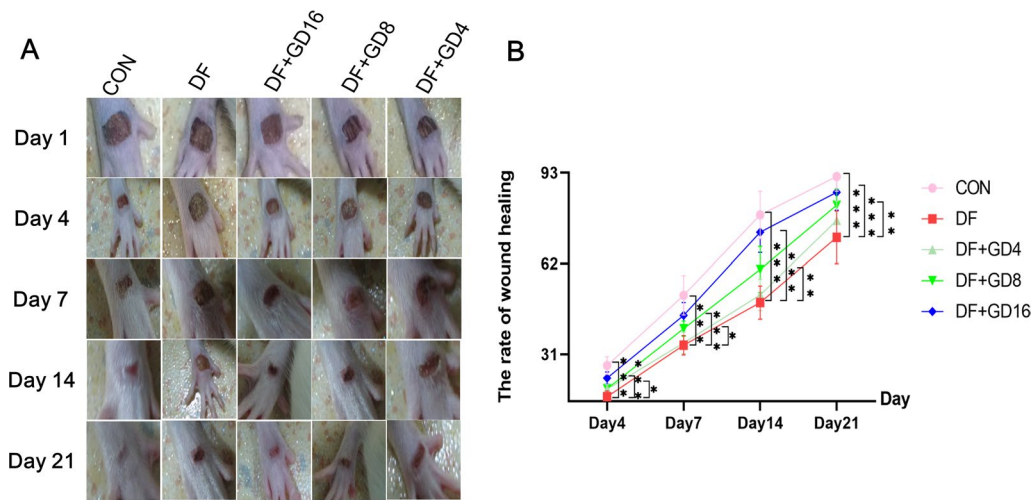 A
CON DF DF+GD16 DF+GD8 DF+GD4
Day 1
Day 4
Day 7
Day 14
Day 21
B
The rate of wound healing
93
62
31
Day4 Day7 Day14 Day21
Day
CON
DF
DF+GD4
DF+GD8
DF+GD16